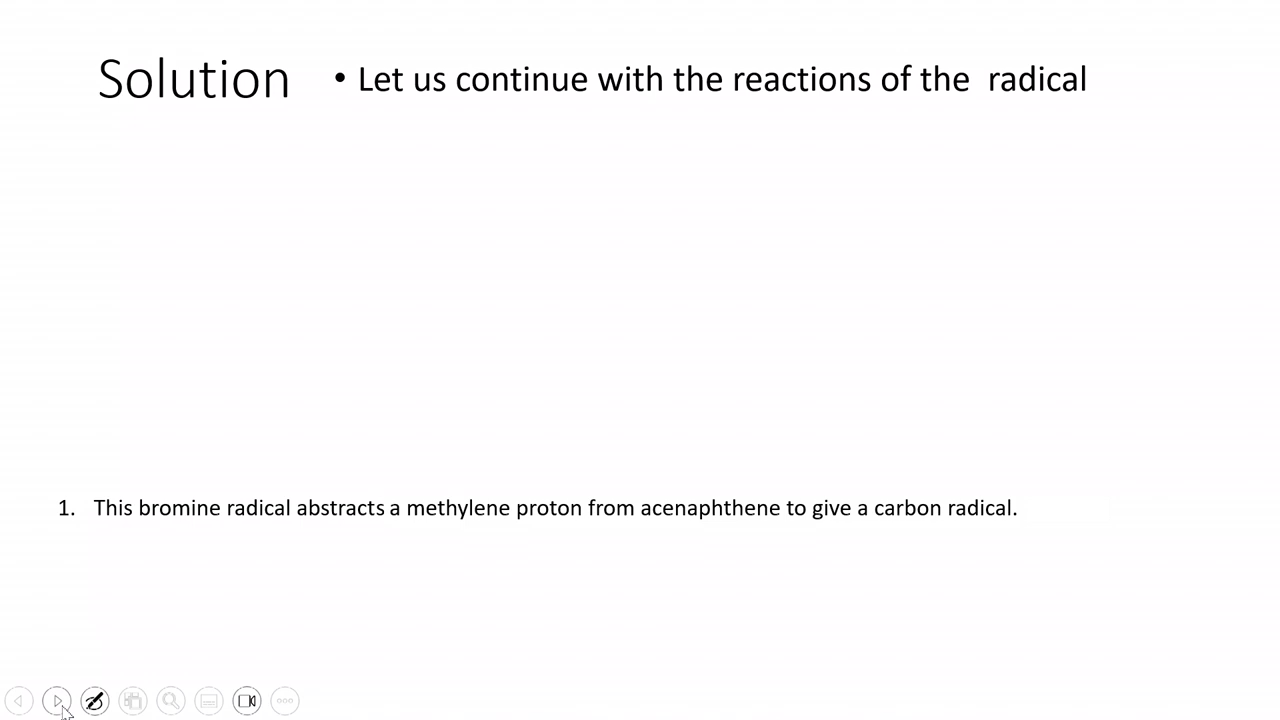 Solution
• Let us continue with the reactions of the  radical
1. This bromine radical abstracts a methylene proton from acenaphthene to give a carbon radical.